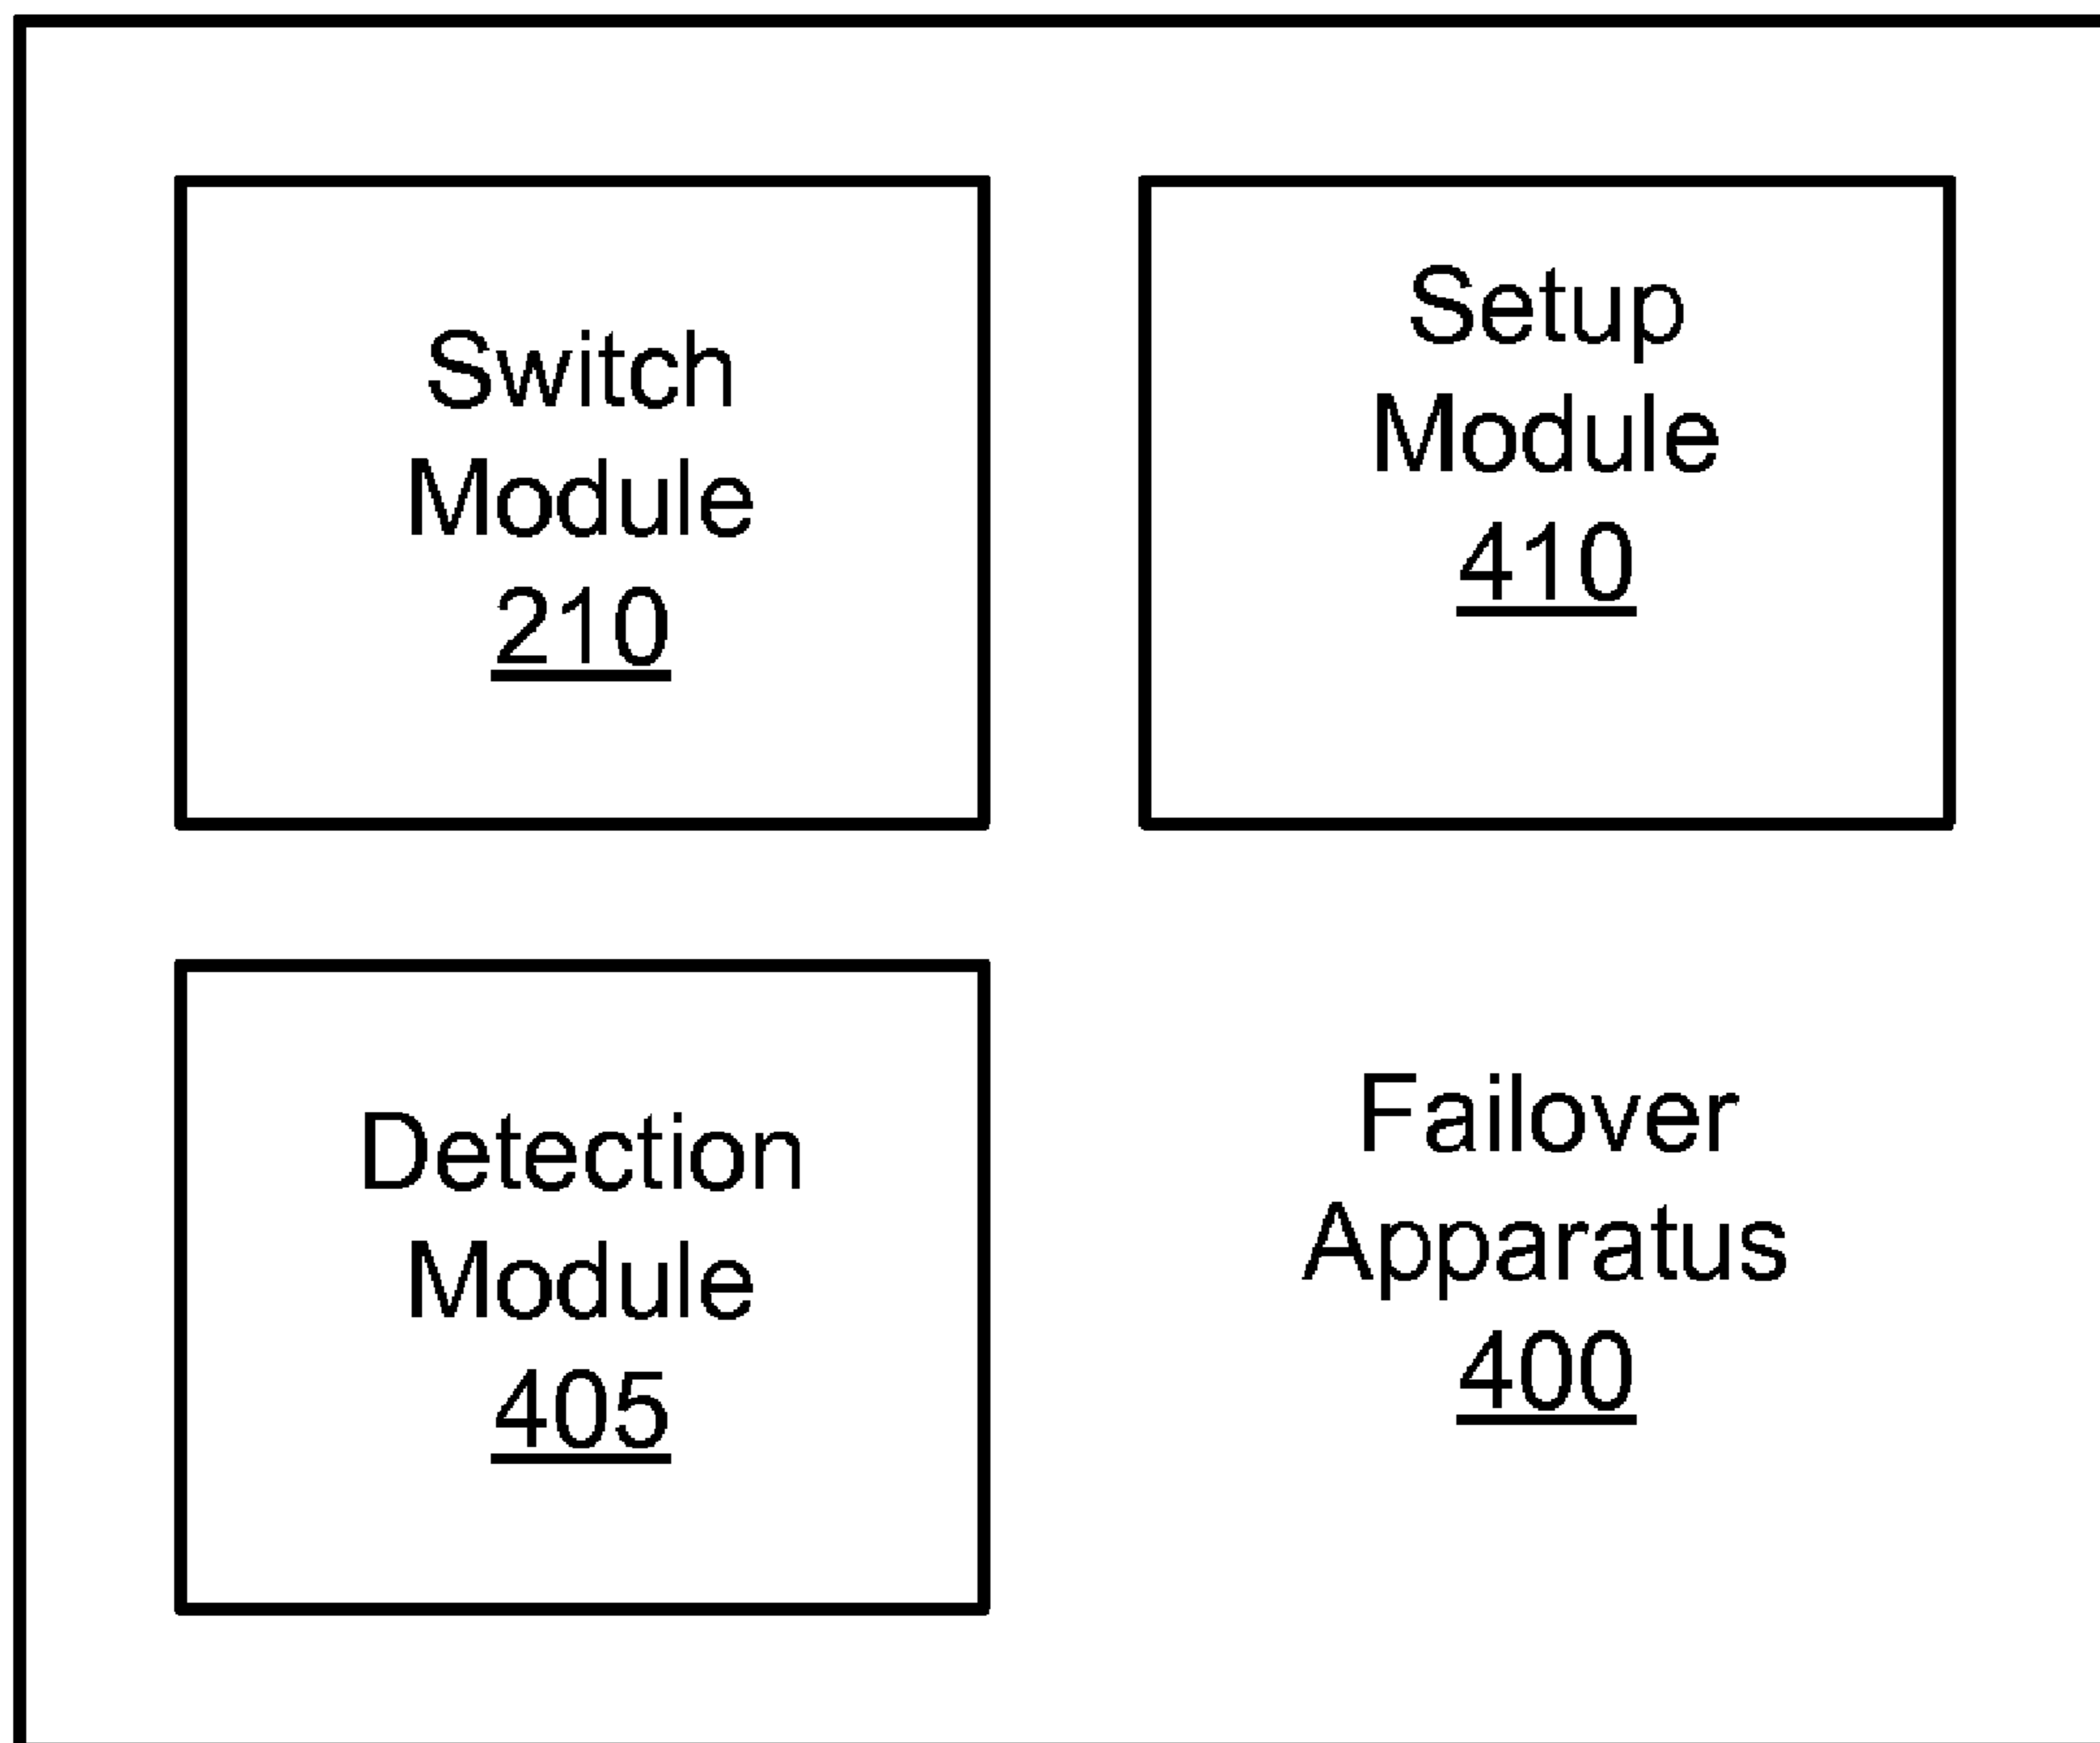 Switch
Module
210
Setup
Module
410
Detection
Module
405
Failover
Apparatus
400